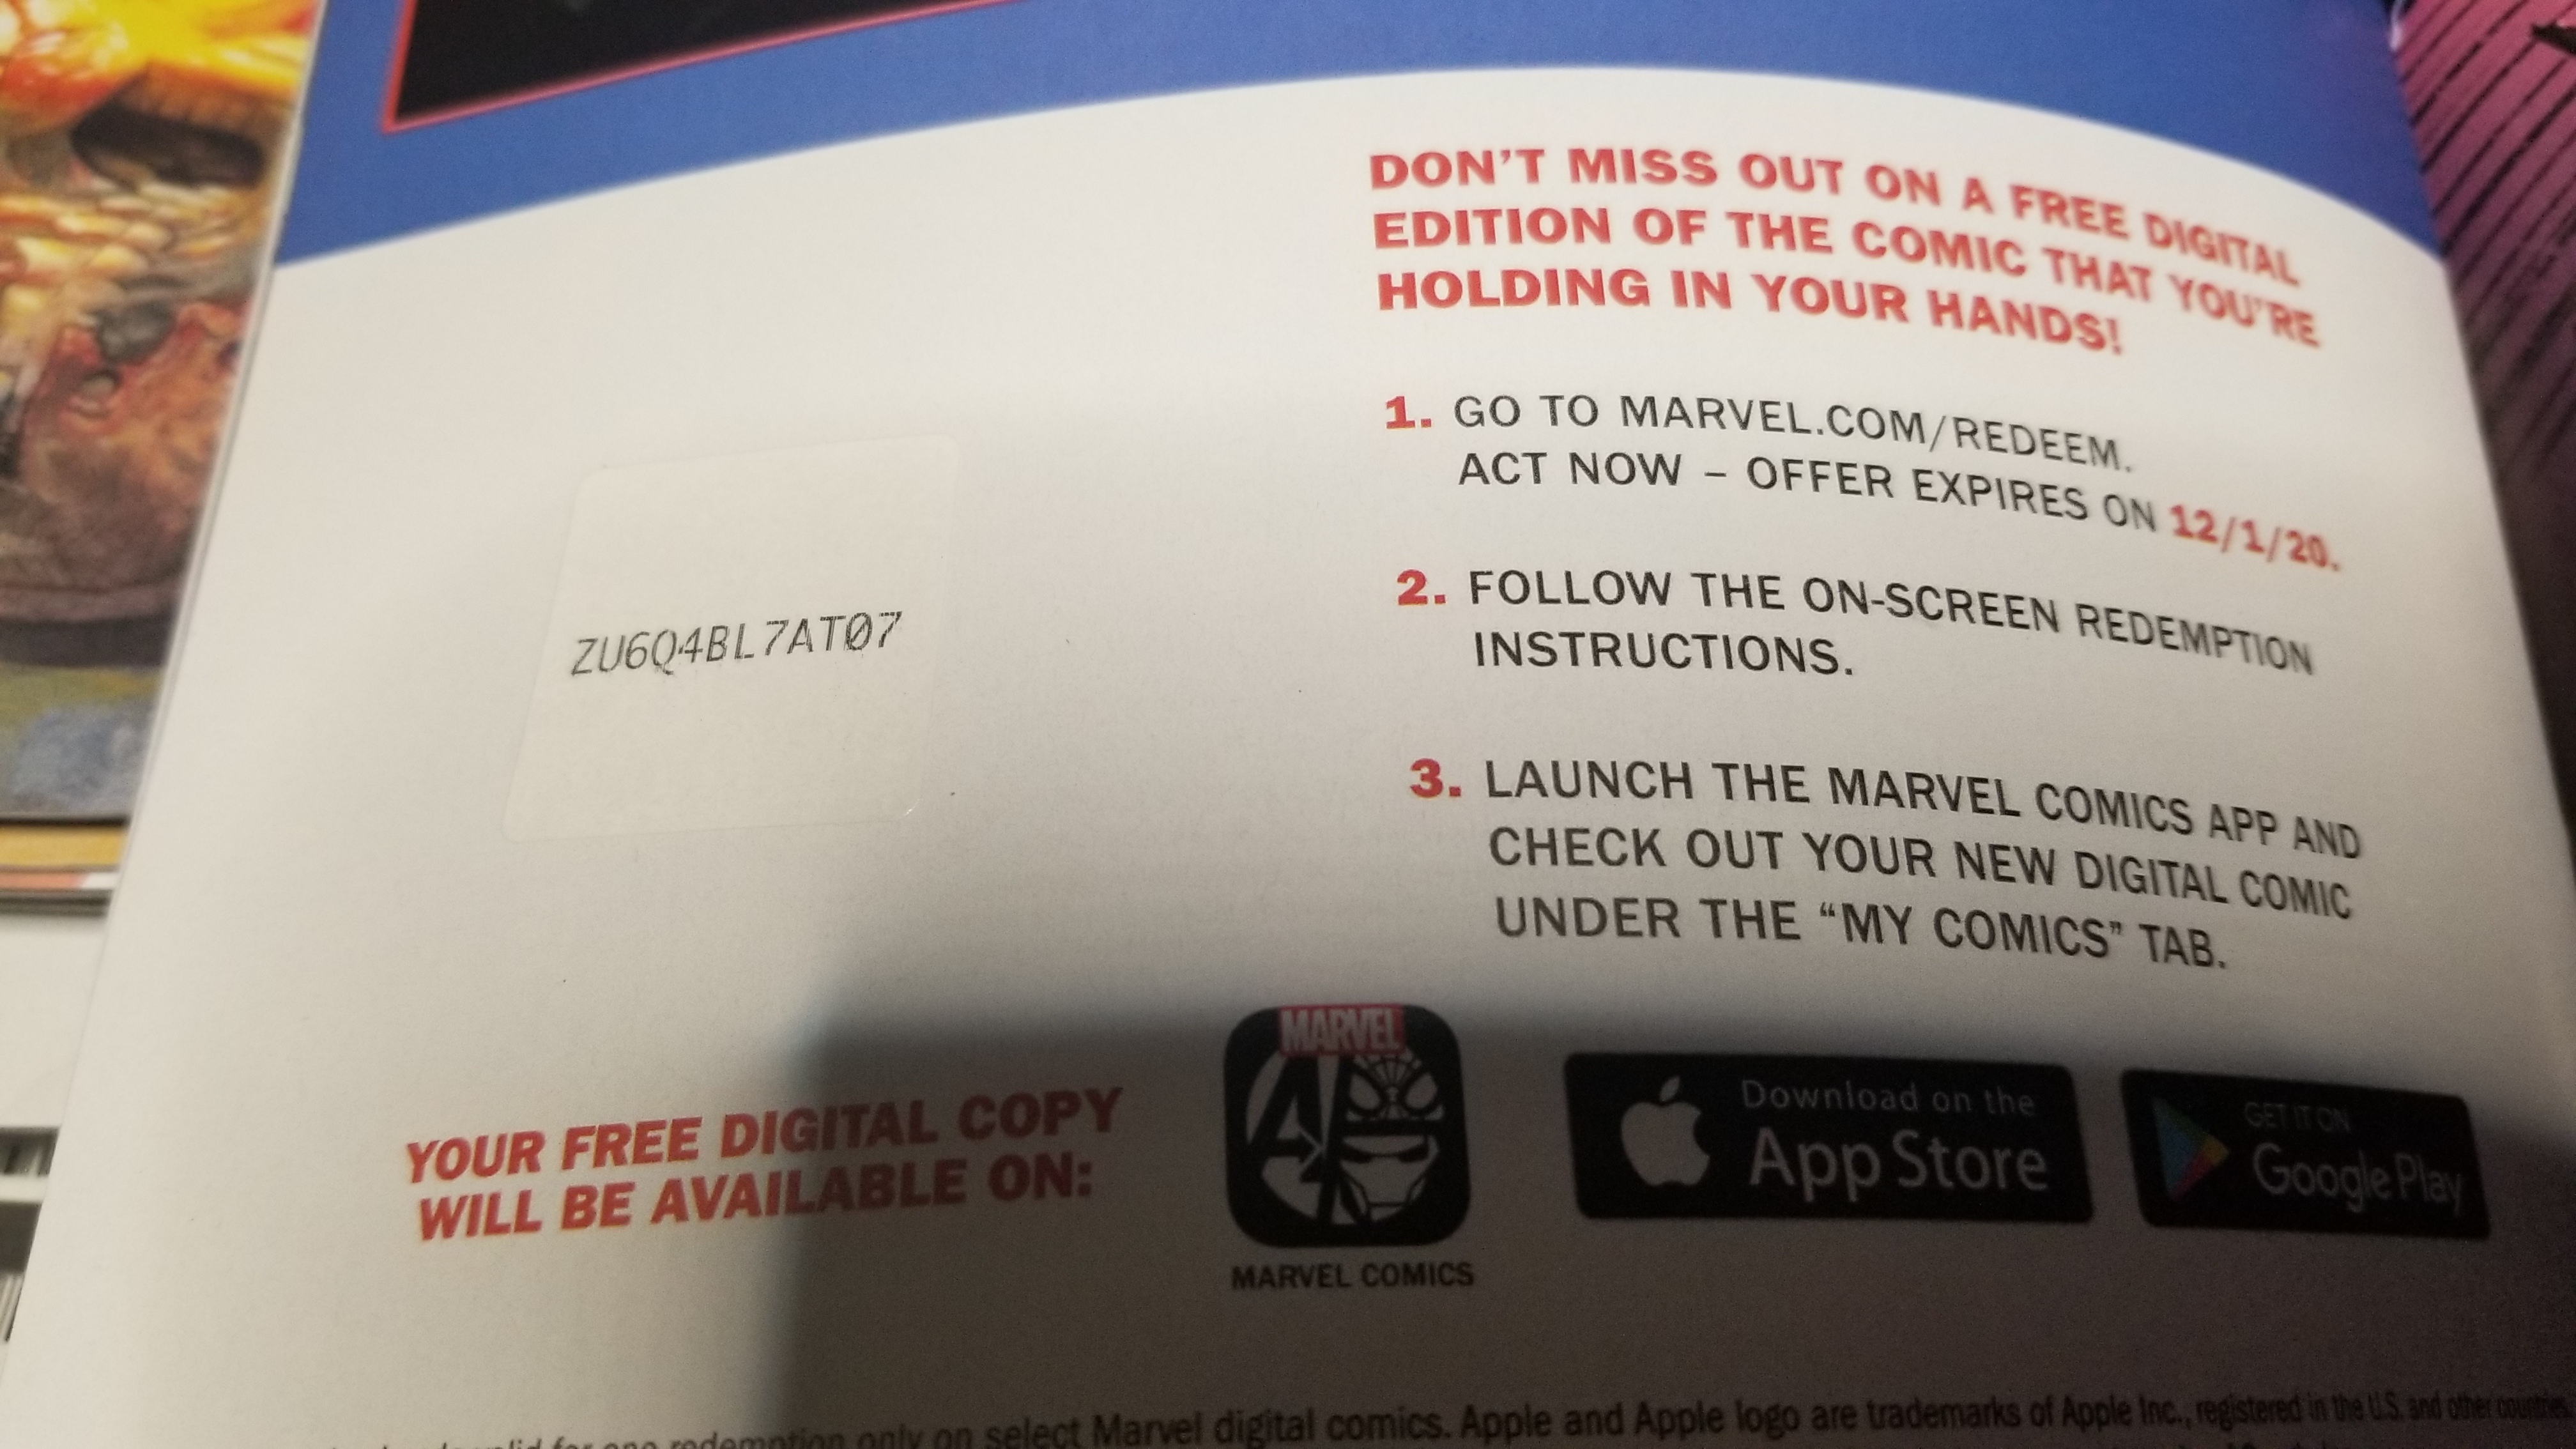 DON'T MISS OUT ON A FREE DIGITAL
EDITION OF THE COMIC THAT YOU'RE
HOLDING IN YOUR HANDS!
1. GO TO MARVEL.COM/REDEEM.
ACT NOW – OFFER EXPIRES ON 12/1/20.
2. FOLLOW THE ON-SCREEN REDEMPTION
INSTRUCTIONS.
3. LAUNCH THE MARVEL COMICS APP AND
CHECK OUT YOUR NEW DIGITAL COMIC
UNDER THE “MY COMICS” TAB.
ZU6Q4BL7AT07
YOUR FREE DIGITAL COPY
WILL BE AVAILABLE ON:
MARVEL
MARVEL COMICS
Download on the
App Store
GET IT ON
Google Play
for one redemption only on select Marvel digital comics. Apple and Apple logo are trademarks of Apple Inc., registered in the U.S. and other countries.